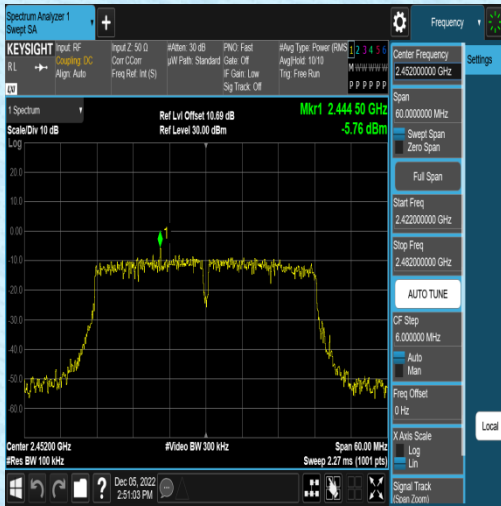 Spectrum Analyzer 1
Swept SA
+
Frequency
KEYSIGHT
RL
LXI
Input: RF
Coupling: DC
Align: Auto
Input Z: 50 Ω
Corr CCorr
Freq Ref: Int (S)
#Atten: 30 dB
µW Path: Standard
PNO: Fast
Gate: Off
IF Gain: Low
Sig Track: Off
#Avg Type: Power (RMS
Avg|Hold: 10/10
Trig: Free Run
1 2 3 4 5 6
M W W W W W
P P P P P P
Center Frequency
2.452000000 GHz
Settings
Span
60.0000000 MHz
Swept Span
Zero Span
Full Span
Start Freq
2.422000000 GHz
Stop Freq
2.482000000 GHz
AUTO TUNE
CF Step
6.000000 MHz
Auto
Man
Freq Offset
0 Hz
X Axis Scale
Log
Lin
Signal Track
(Span Zoom)
Local
1 Spectrum
Scale/Div 10 dB
Ref Lvl Offset 10.69 dB
Ref Level 30.00 dBm
Mkr1 2.444 50 GHz
-5.76 dBm
Log
20.0
10.0
0.00
-10.0
-20.0
-30.0
-40.0
-50.0
-60.0
1
Center 2.45200 GHz
#Res BW 100 kHz
#Video BW 300 kHz
Span 60.00 MHz
Sweep 2.27 ms (1001 pts)
?
Dec 05, 2022
2:51:03 PM